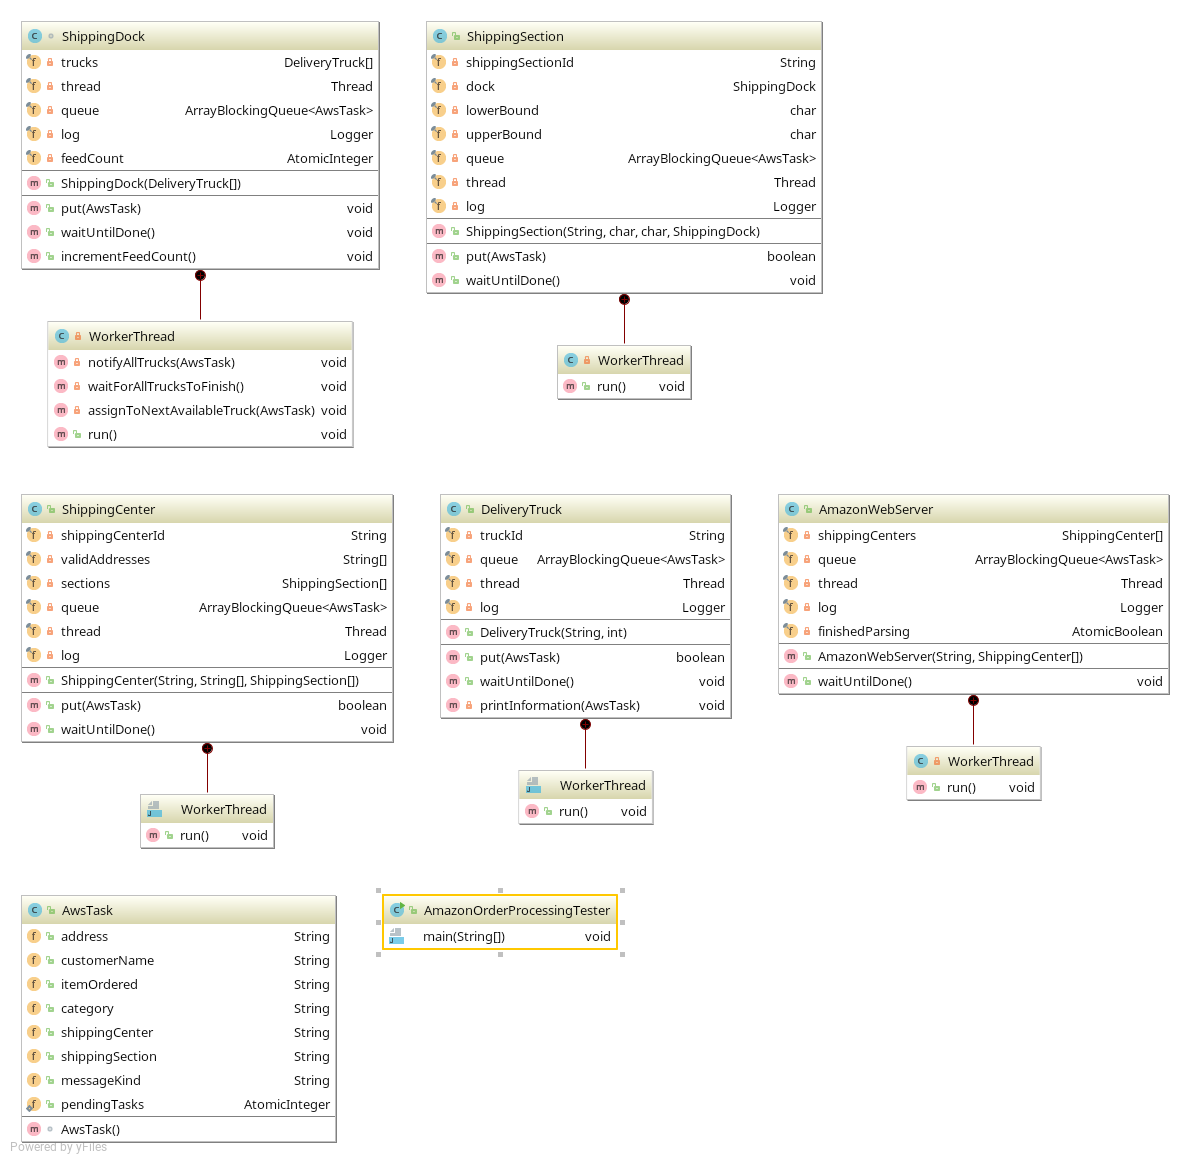 ShippingDock
trucks DeliveryTruck[]
thread Thread
queue ArrayBlockingQueue<AwsTask>
log Logger
feedCount AtomicInteger
ShippingDock(DeliveryTruck[])
put(AwsTask) void
waitUntilDone() void
incrementFeedCount() void
WorkerThread
notifyAllTrucks(AwsTask) void
waitForAllTrucksToFinish() void
assignToNextAvailableTruck(AwsTask) void
run() void
ShippingSection
shippingSectionId String
dock ShippingDock
lowerBound char
upperBound char
queue ArrayBlockingQueue<AwsTask>
thread Thread
log Logger
ShippingSection(String, char, char, ShippingDock)
put(AwsTask) boolean
waitUntilDone() void
WorkerThread
run() void
ShippingCenter
shippingCenterId String
validAddresses String[]
sections ShippingSection[]
queue ArrayBlockingQueue<AwsTask>
thread Thread
log Logger
ShippingCenter(String, String[], ShippingSection[])
put(AwsTask) boolean
waitUntilDone() void
WorkerThread
run() void
DeliveryTruck
truckId String
queue ArrayBlockingQueue<AwsTask>
thread Thread
log Logger
DeliveryTruck(String, int)
put(AwsTask) boolean
waitUntilDone() void
printInformation(AwsTask) void
WorkerThread
run() void
AmazonWebServer
shippingCenters ShippingCenter[]
queue ArrayBlockingQueue<AwsTask>
thread Thread
log Logger
finishedParsing AtomicBoolean
AmazonWebServer(String, ShippingCenter[])
waitUntilDone() void
WorkerThread
run() void
AwsTask
address String
customerName String
itemOrdered String
category String
shippingCenter String
shippingSection String
messageKind String
pendingTasks AtomicInteger
AwsTask()
AmazonOrderProcessingTester
main(String[]) void
Powered by yFiles